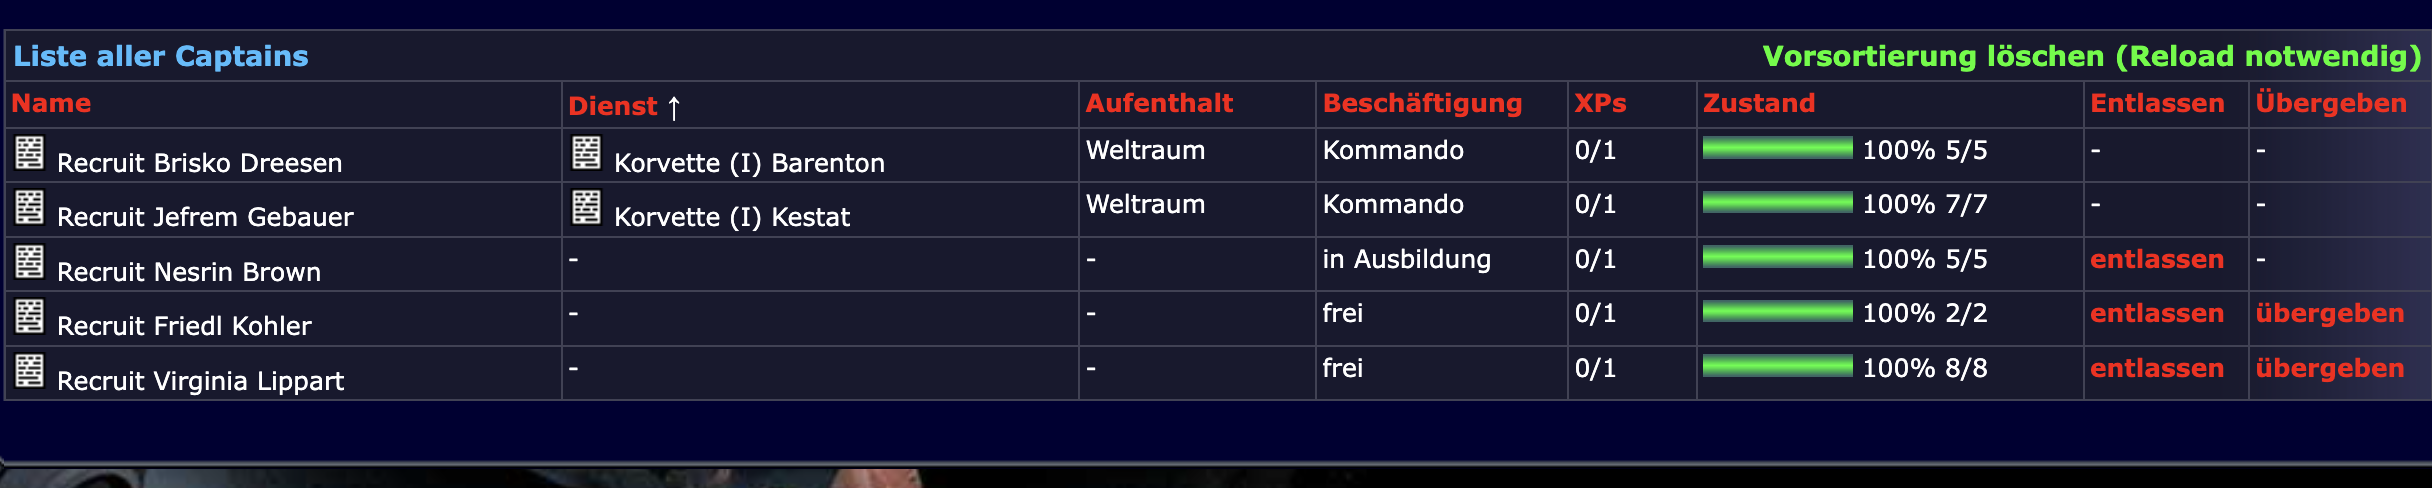 Liste aller Captains Vorsortierung löschen (Reload notwendig)
Name Dienst ↑ Aufenthalt Beschäftigung XPs Zustand Entlassen Übergeben
Recruit Brisko Dreesen Korvette (I) Barenton Weltraum Kommando 0/1 100% 5/5 - -
Recruit Jefrem Gebauer Korvette (I) Kestat Weltraum Kommando 0/1 100% 7/7 - -
Recruit Nesrin Brown - - in Ausbildung 0/1 100% 5/5 entlassen -
Recruit Friedl Kohler - - frei 0/1 100% 2/2 entlassen übergeben
Recruit Virginia Lippart - - frei 0/1 100% 8/8 entlassen übergeben